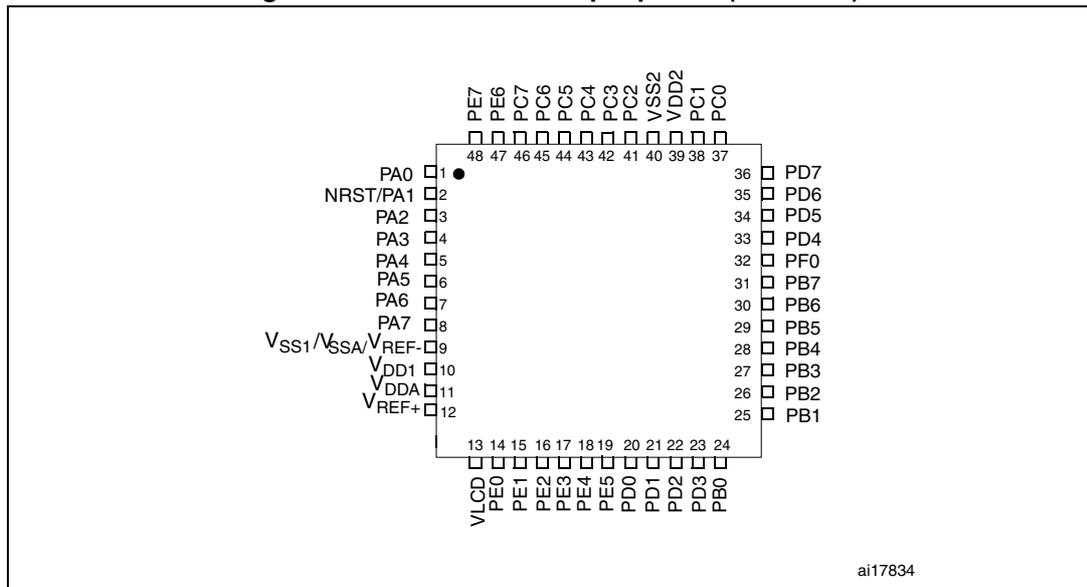 PE7
PE6
PC7
PC6
PC5
PC4
PC3
PC2
VSS2
VDD2
PC1
PC0
48 47 46 45 44 43 42 41 40 39 38 37
PA0 1
NRST/PA1 2
PA2 3
PA3 4
PA4 5
PA5 6
PA6 7
PA7 8
VSS1/VSSA/VREF- 9
VDD1 10
VDDA 11
VREF+ 12
36 PD7
35 PD6
34 PD5
33 PD4
32 PF0
31 PB7
30 PB6
29 PB5
28 PB4
27 PB3
26 PB2
25 PB1
13 14 15 16 17 18 19 20 21 22 23 24
VLCD
PE0
PE1
PE2
PE3
PE4
PE5
PD0
PD1
PD2
PD3
PB0
ai17834